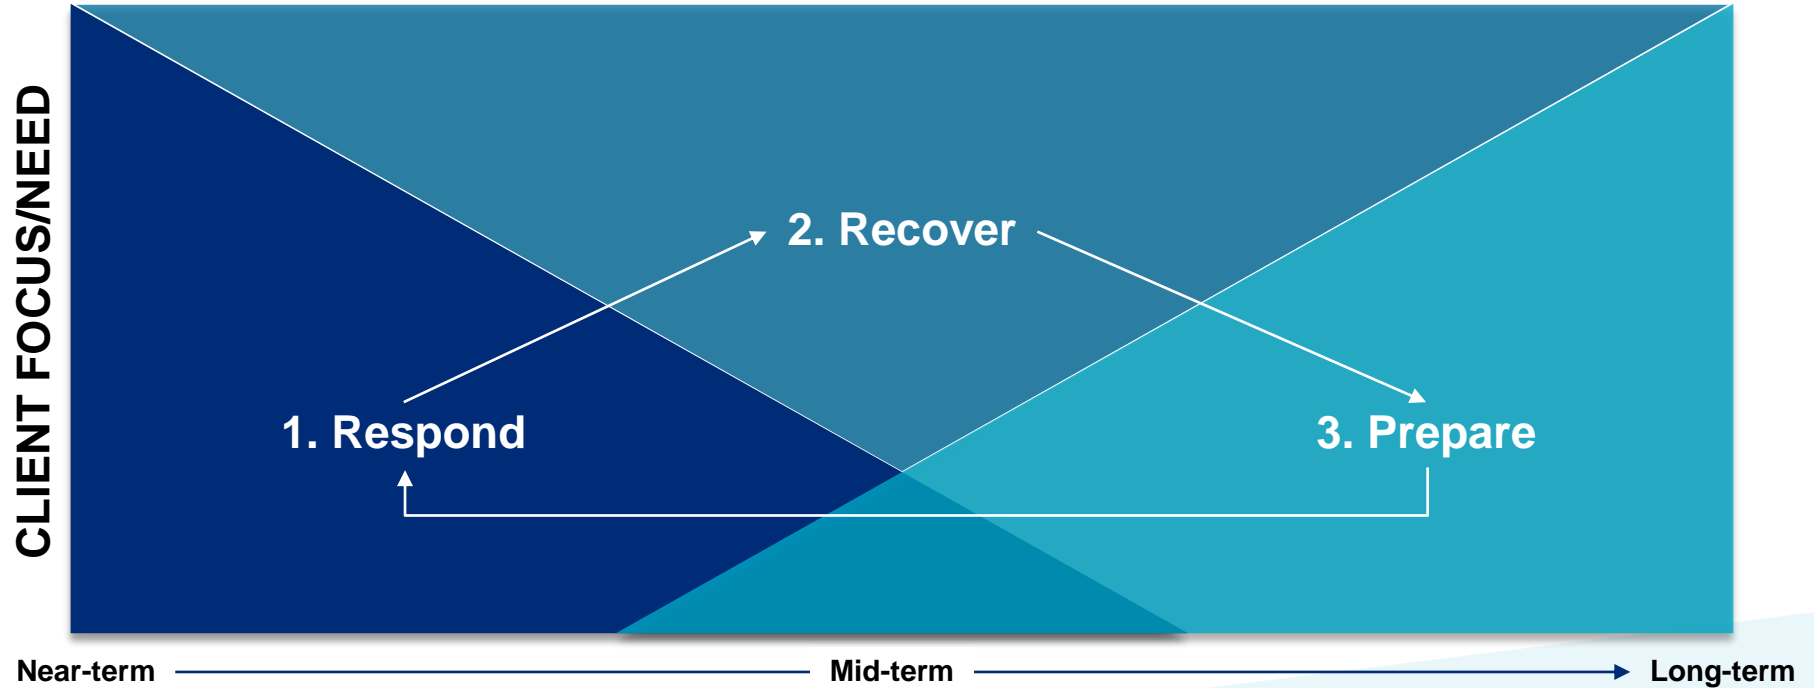 CLIENT FOCUS/NEED
2. Recover
1. Respond
3. Prepare
Near-term
Mid-term
Long-term